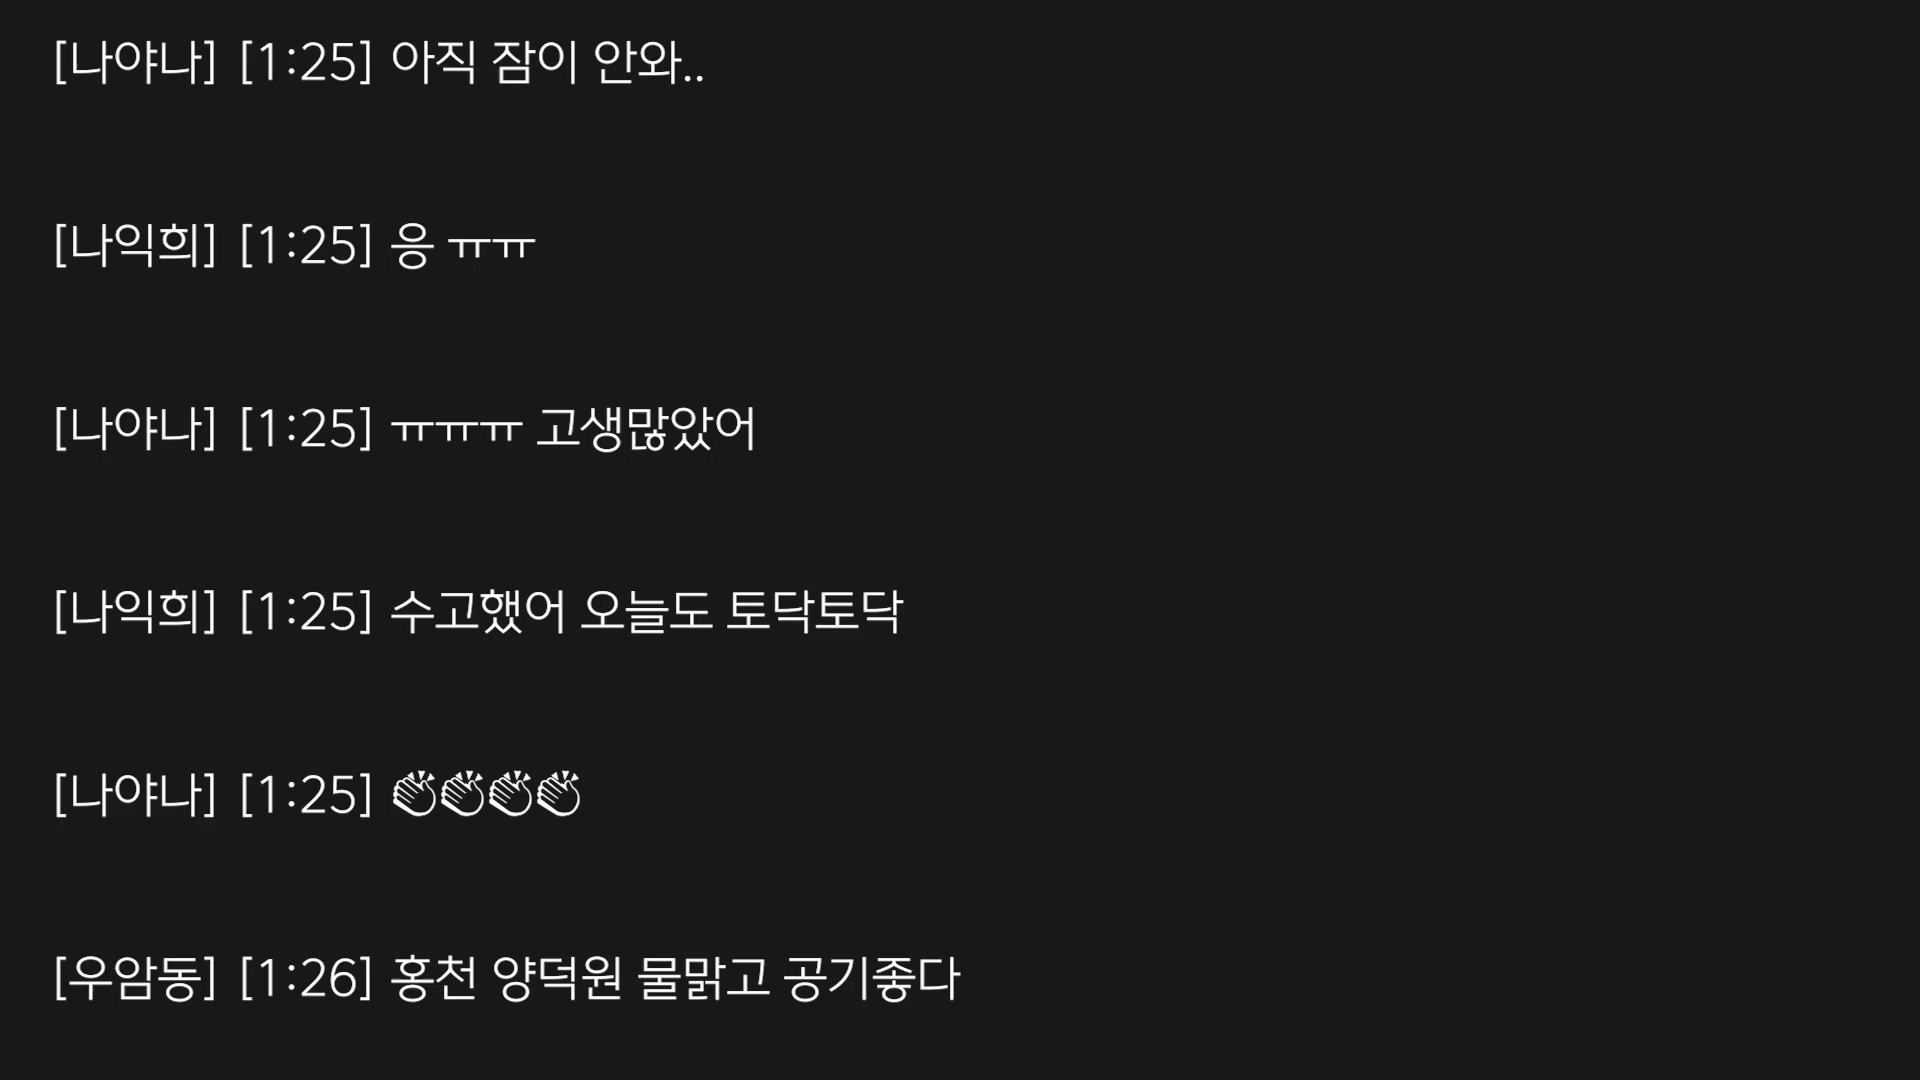 [나야나] [1:25] 아직 잠이 안와..
[나익희] [1:25] 응 ㅠㅠ
[나야나] [1:25] ㅠㅠㅠ 고생많았어
[나익희] [1:25] 수고했어 오늘도 토닥토닥
[나야나] [1:25] 👏👏👏👏
[우암동] [1:26] 홍천 양덕원 물맑고 공기좋다